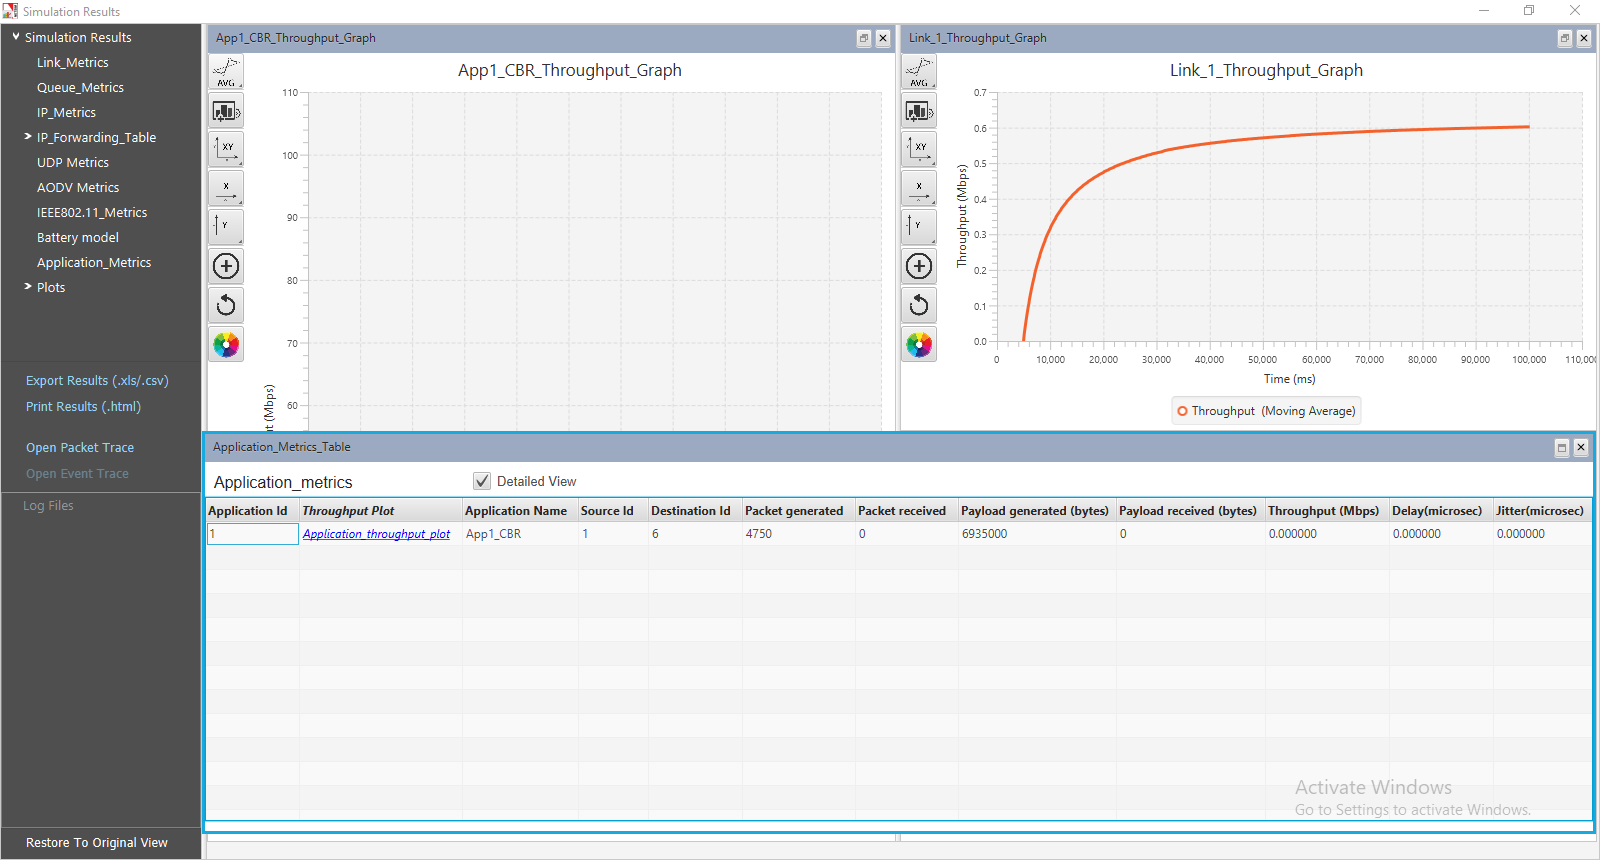 Simulation Results
Simulation Results
Link_Metrics
Queue_Metrics
IP_Metrics
IP_Forwarding_Table
UDP Metrics
AODV Metrics
IEEE802.11_Metrics
Battery model
Application_Metrics
Plots
Export Results (.xls/.csv)
Print Results (.html)
Open Packet Trace
Open Event Trace
Log Files
Restore To Original View
App1_CBR_Throughput_Graph
AVG
XY
X
Y
App1_CBR_Throughput_Graph
110
100
90
80
70
60
(Mbps)
Link_1_Throughput_Graph
AVG
XY
X
Y
Link_1_Throughput_Graph
Throughput (Mbps)
0.7
0.6
0.5
0.4
0.3
0.2
0.1
0.0
0 10,000 20,000 30,000 40,000 50,000 60,000 70,000 80,000 90,000 100,000 110,000
Time (ms)
Throughput (Moving Average)
Application_Metrics_Table
Application_metrics Detailed View
Application Id Throughput Plot Application Name Source Id Destination Id Packet generated Packet received Payload generated (bytes) Payload received (bytes) Throughput (Mbps) Delay(microsec) Jitter(microsec)
1 Application_throughput_plot App1_CBR 1 6 4750 0 6935000 0 0.000000 0.000000 0.000000
Activate Windows
Go to Settings to activate Windows.